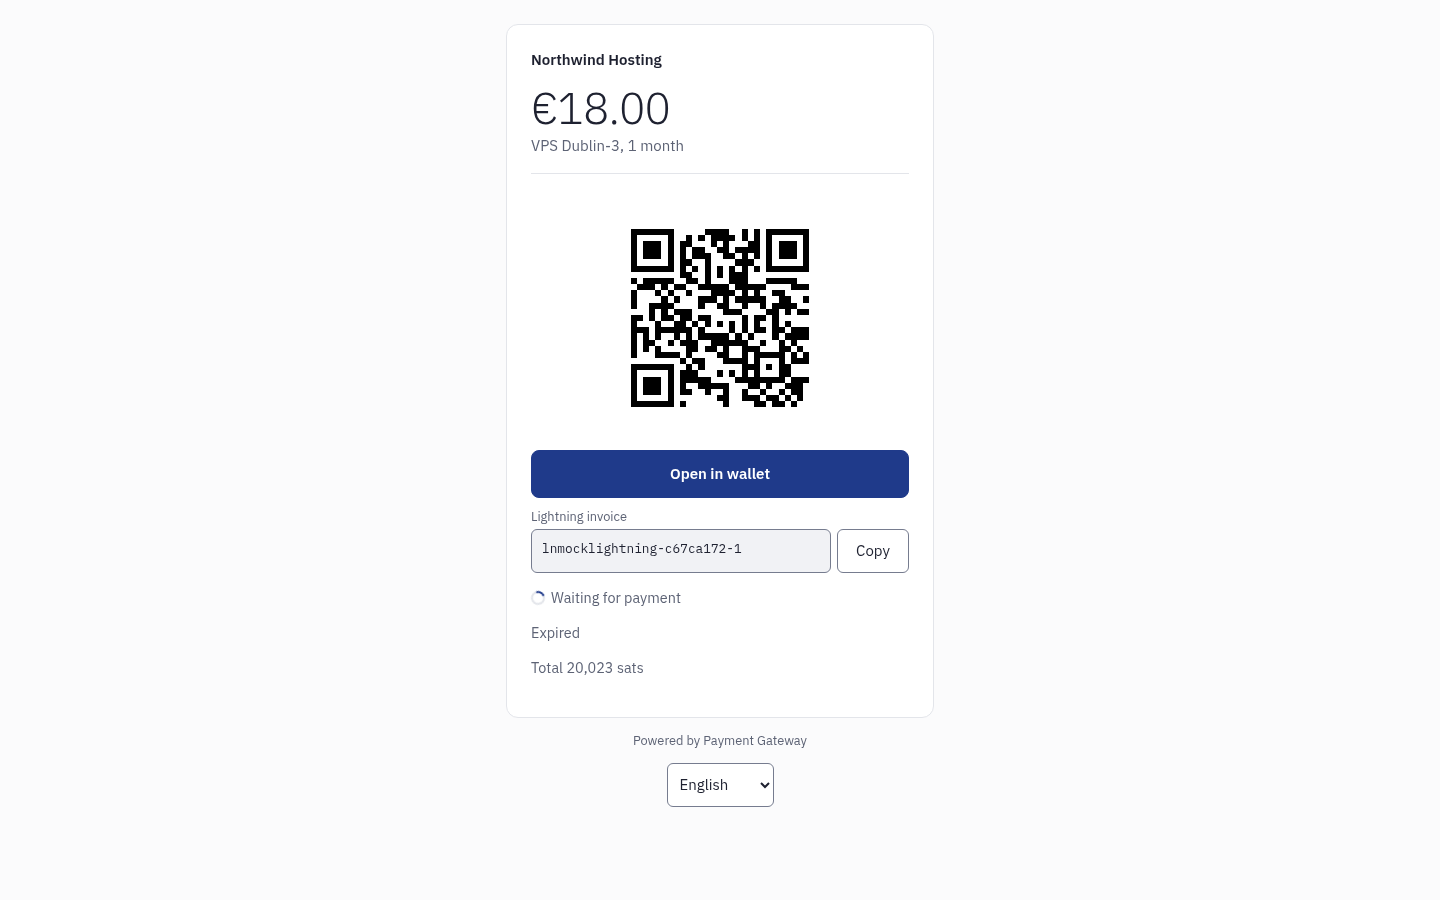 Northwind Hosting
€18.00
VPS Dublin-3, 1 month
Open in wallet
Lightning invoice
lnmocklightning-c67ca172-1
Copy
Waiting for payment
Expired
Total 20,023 sats
Powered by Payment Gateway
English